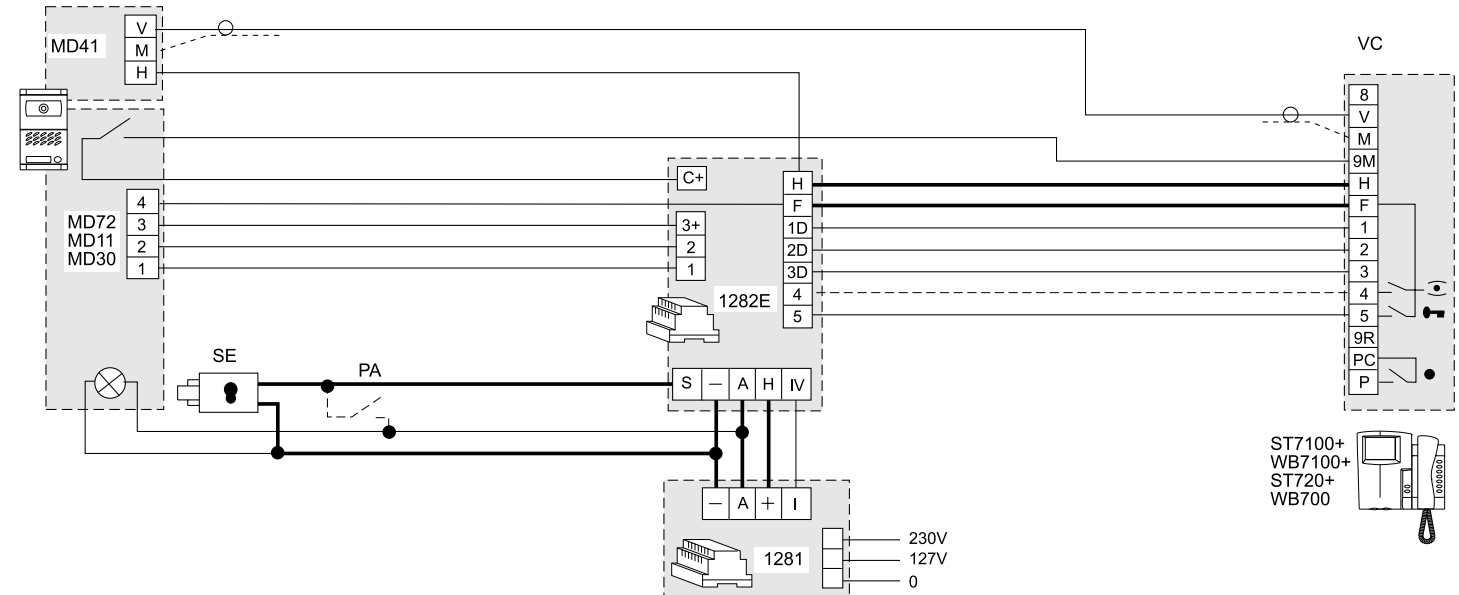 MD41
V
M
H
VC
8
V
M
9M
H
F
1
2
3
4
5
9R
PC
P
C+
H
F
1D
2D
3D
4
5
3+
2
1
1282E
MD72
MD11
MD30
4
3
2
1
SE
PA
S – A H IV
– A + I
1281
230V
127V
0
ST7100+
WB7100+
ST720+
WB700